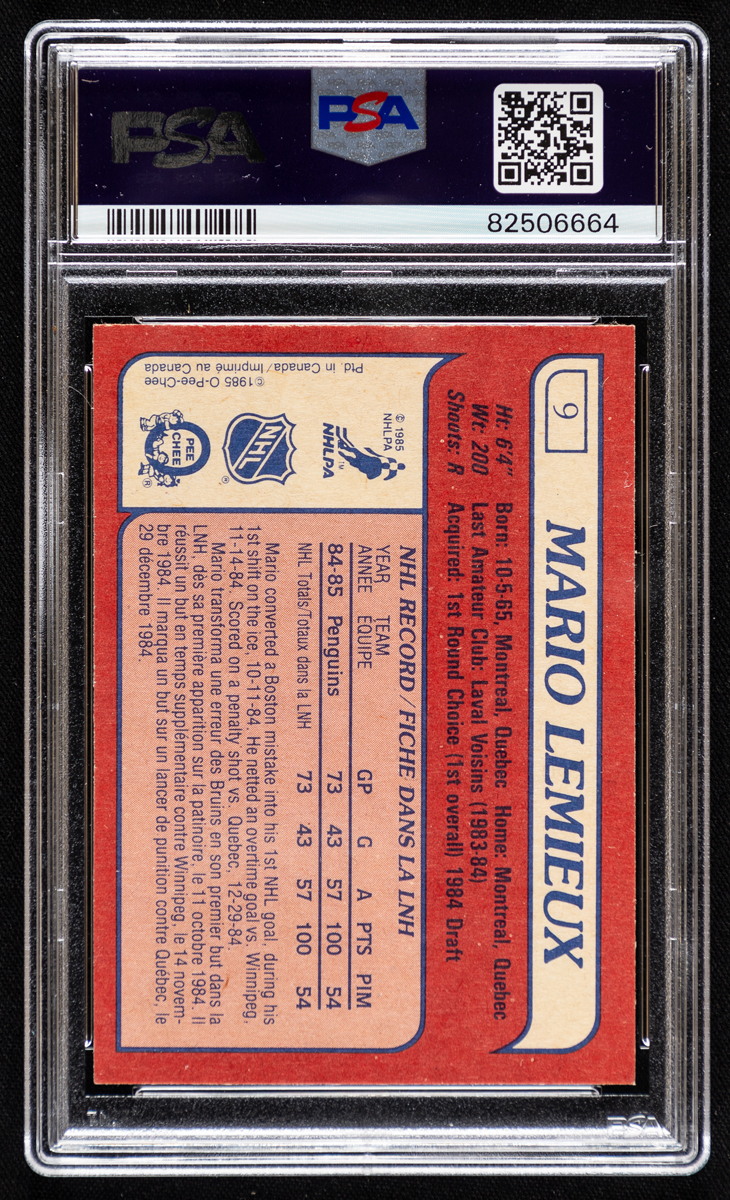 PSA
PSA
82506664
9
MARIO LEMIEUX
Ht: 6'4" Born: 10-5-65, Montreal, Quebec Home: Montreal, Quebec
Wt: 200 Last Amateur Club: Laval Voisins (1983-84)
Shouts: R Acquired: 1st Round Choice (1st overall) 1984 Draft
NHL RECORD/FICHE DANS LA LNH
YEAR TEAM GP G A PTS PIM
ANNÉE ÉQUIPE
84-85 Penguins 73 43 57 100 54
NHL Totals/Totaux dans la LNH 73 43 57 100 54
Mario converted a Boston mistake into his 1st NHL goal, during his
1st shift on the ice, 10-11-84. He netted an overtime goal vs. Winnipeg,
11-14-84. Scored on a penalty shot vs. Quebec, 12-29-84.
Mario transforma une erreur des Bruins en son premier but dans la
LNH, dès sa première apparition sur la patinoire, le 11 octobre 1984. Il
réussit un but en temps supplémentaire contre Winnipeg, le 14 novem-
bre 1984. Il marqua un but sur un lancer de punition contre Québec, le
29 décembre 1984.
© 1985
NHLPA
NHLPA™
NHL®
O
PEE
CHEE
®
©1985 O-Pee-Chee
Ptd. in Canada/Imprimé au Canada
PSA